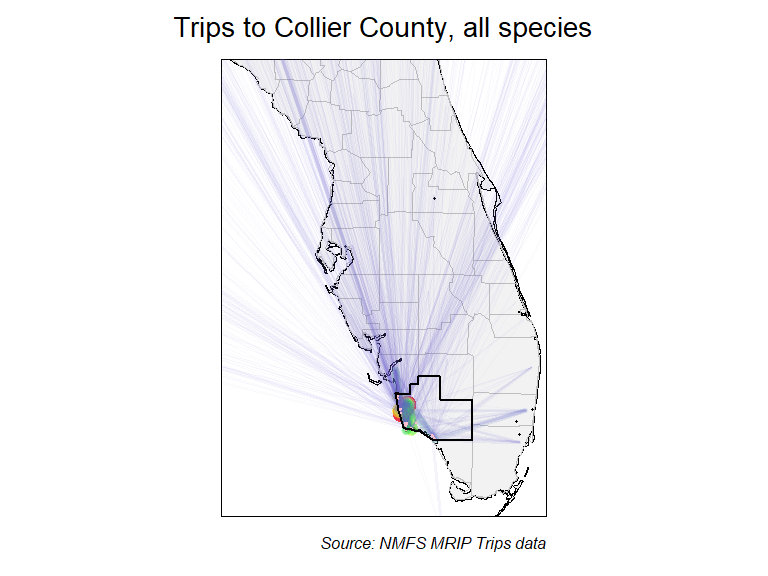 Trips to Collier County, all species
Source: NMFS MRIP Trips data